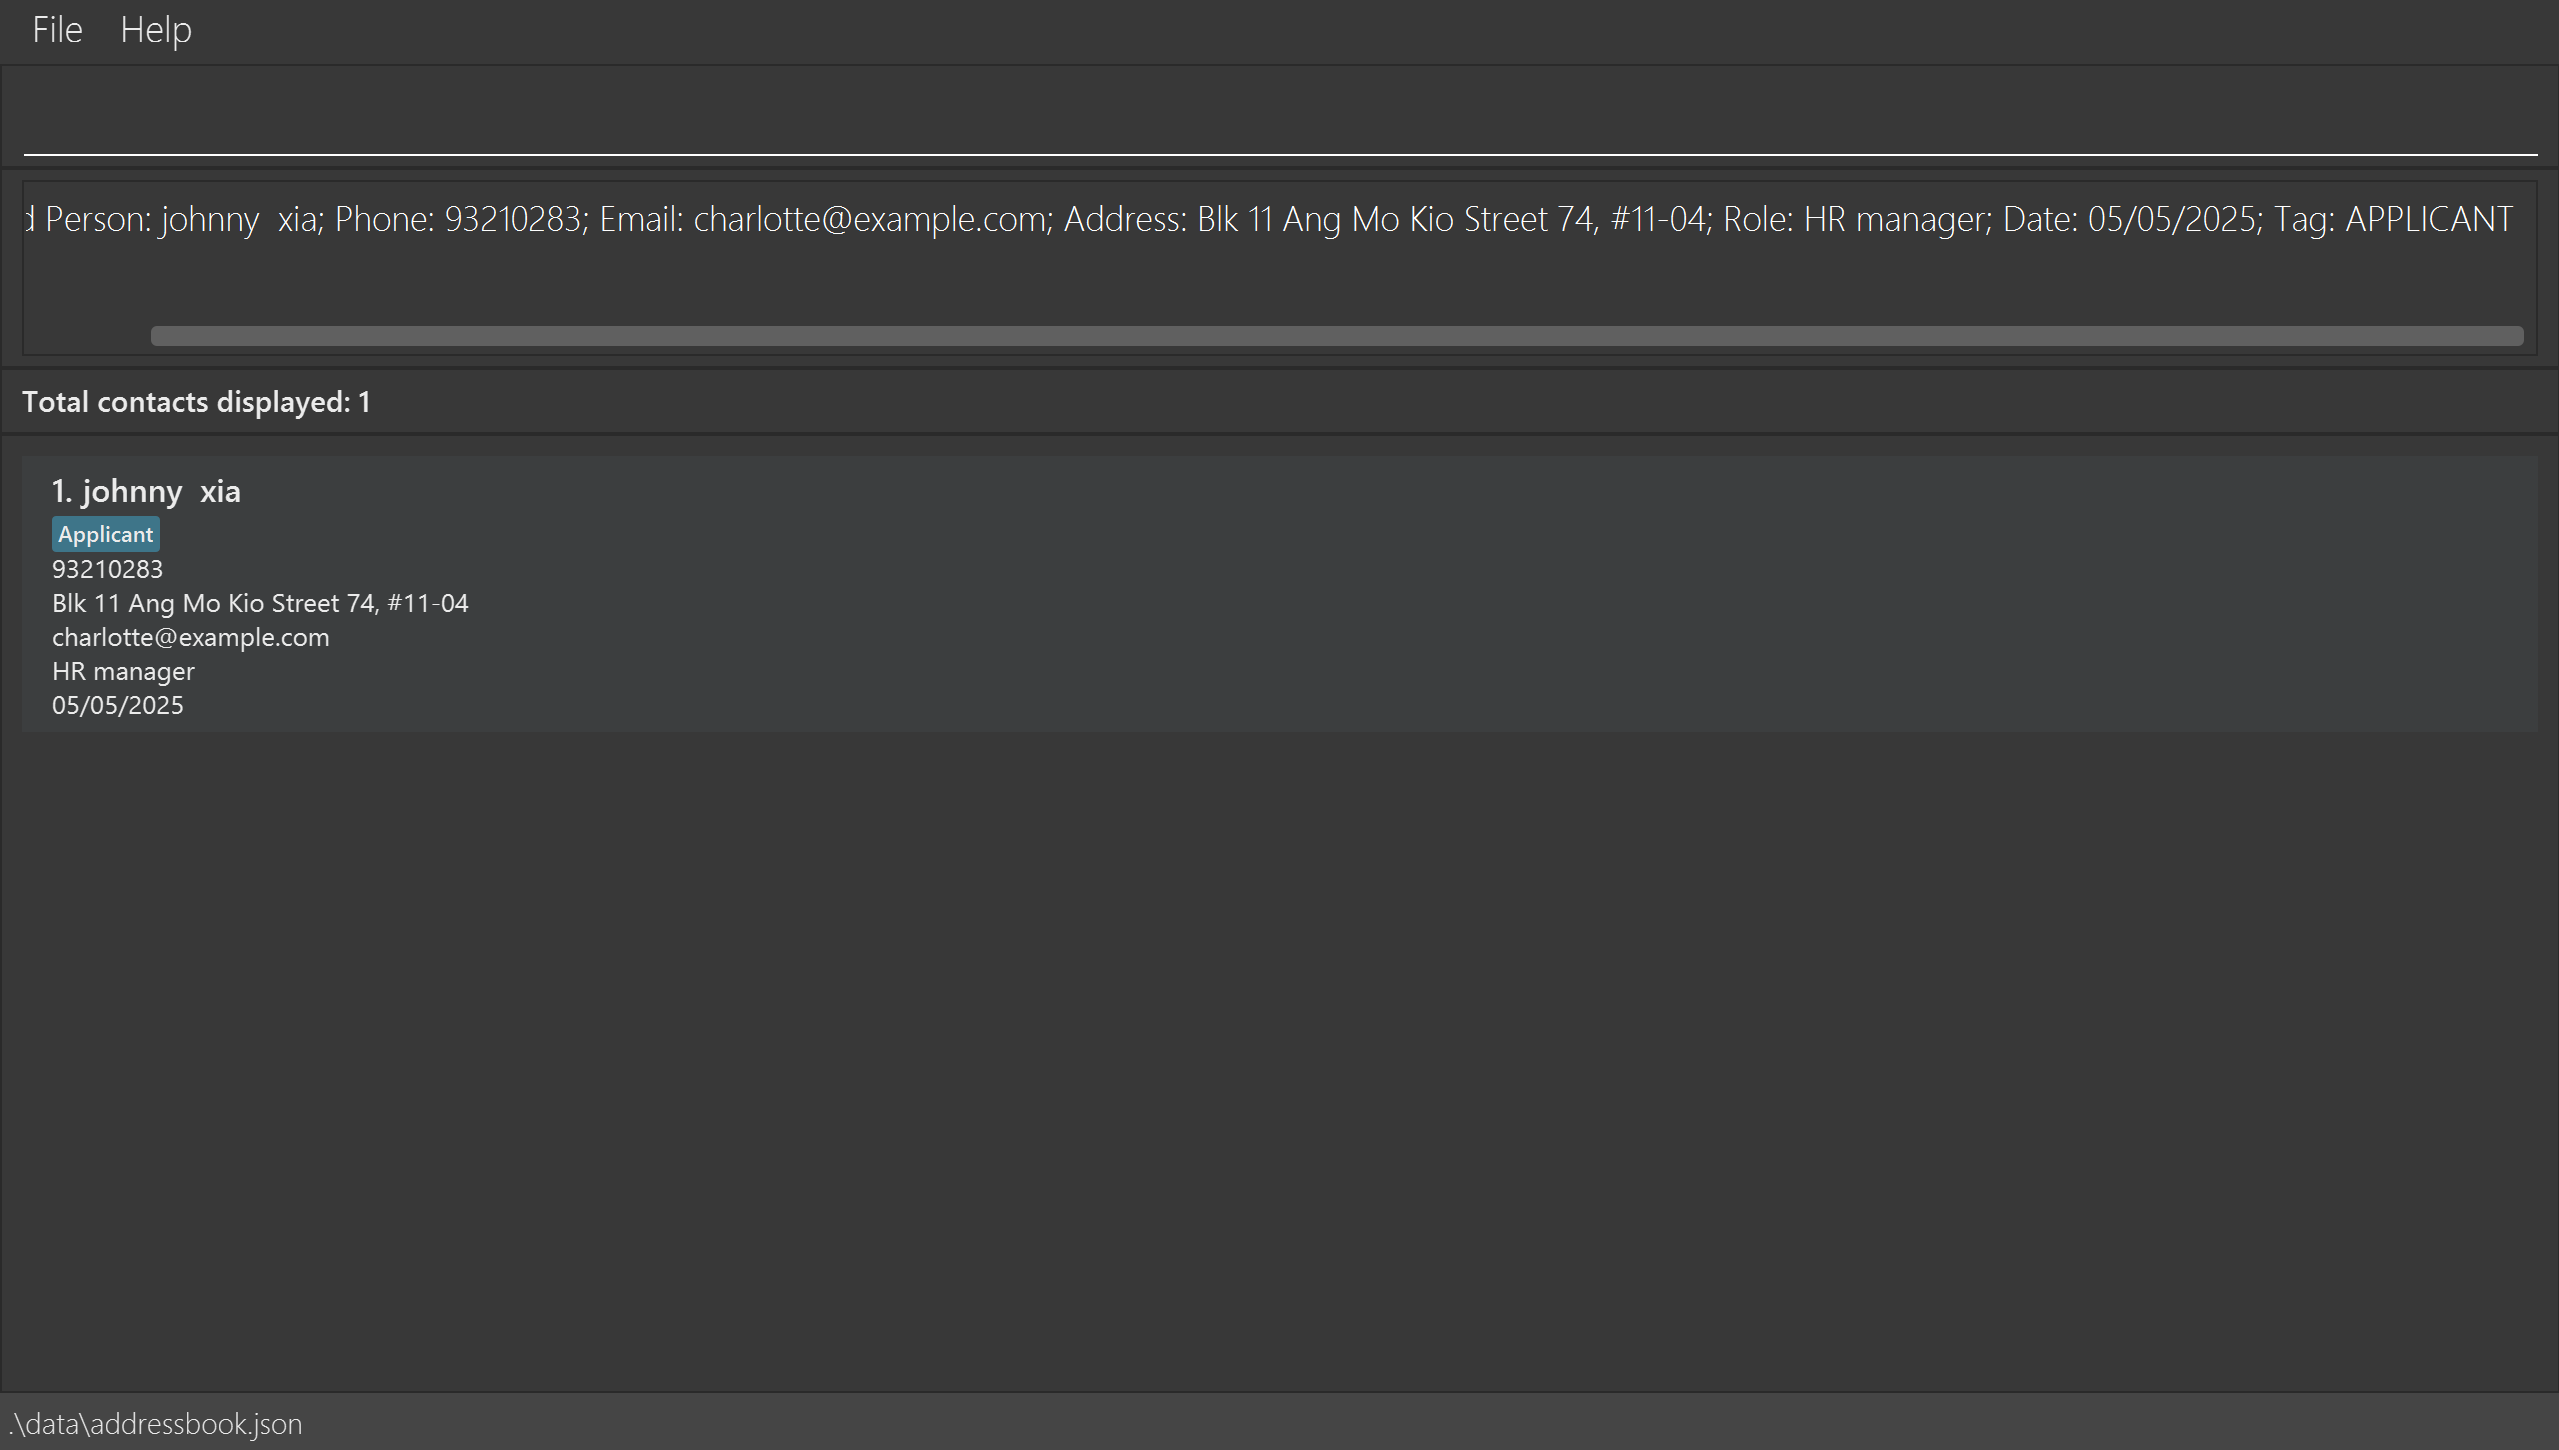 File Help
d Person: johnny  xia; Phone: 93210283; Email: charlotte@example.com; Address: Blk 11 Ang Mo Kio Street 74, #11-04; Role: HR manager; Date: 05/05/2025; Tag: APPLICANT
Total contacts displayed: 1
1. johnny  xia
Applicant
93210283
Blk 11 Ang Mo Kio Street 74, #11-04
charlotte@example.com
HR manager
05/05/2025
.\data\addressbook.json